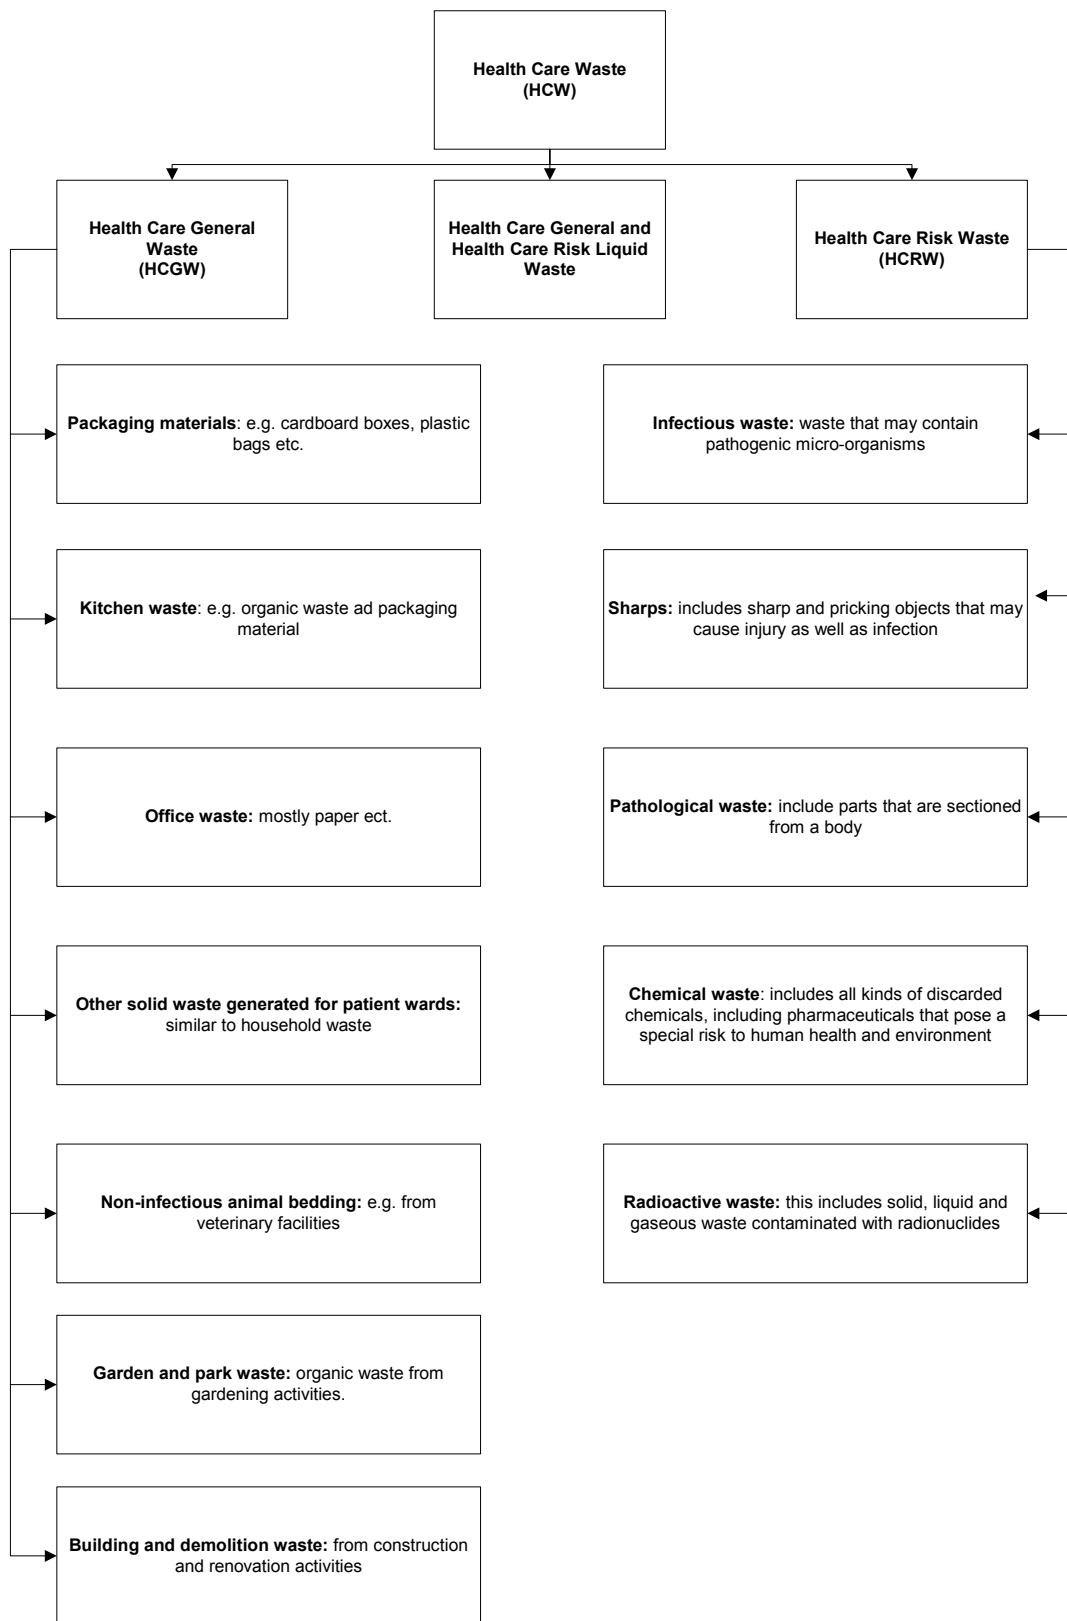 Health Care Waste
(HCW)
Health Care General
Waste
(HCGW)
Health Care General and
Health Care Risk Liquid
Waste
Health Care Risk Waste
(HCRW)
Packaging materials: e.g. cardboard boxes, plastic
bags etc.
Infectious waste: waste that may contain
pathogenic micro-organisms
Kitchen waste: e.g. organic waste ad packaging
material
Sharps: includes sharp and pricking objects that may
cause injury as well as infection
Office waste: mostly paper ect.
Pathological waste: include parts that are sectioned
from a body
Other solid waste generated for patient wards:
similar to household waste
Chemical waste: includes all kinds of discarded
chemicals, including pharmaceuticals that pose a
special risk to human health and environment
Non-infectious animal bedding: e.g. from
veterinary facilities
Radioactive waste: this includes solid, liquid and
gaseous waste contaminated with radionuclides
Garden and park waste: organic waste from
gardening activities.
Building and demolition waste: from construction
and renovation activities